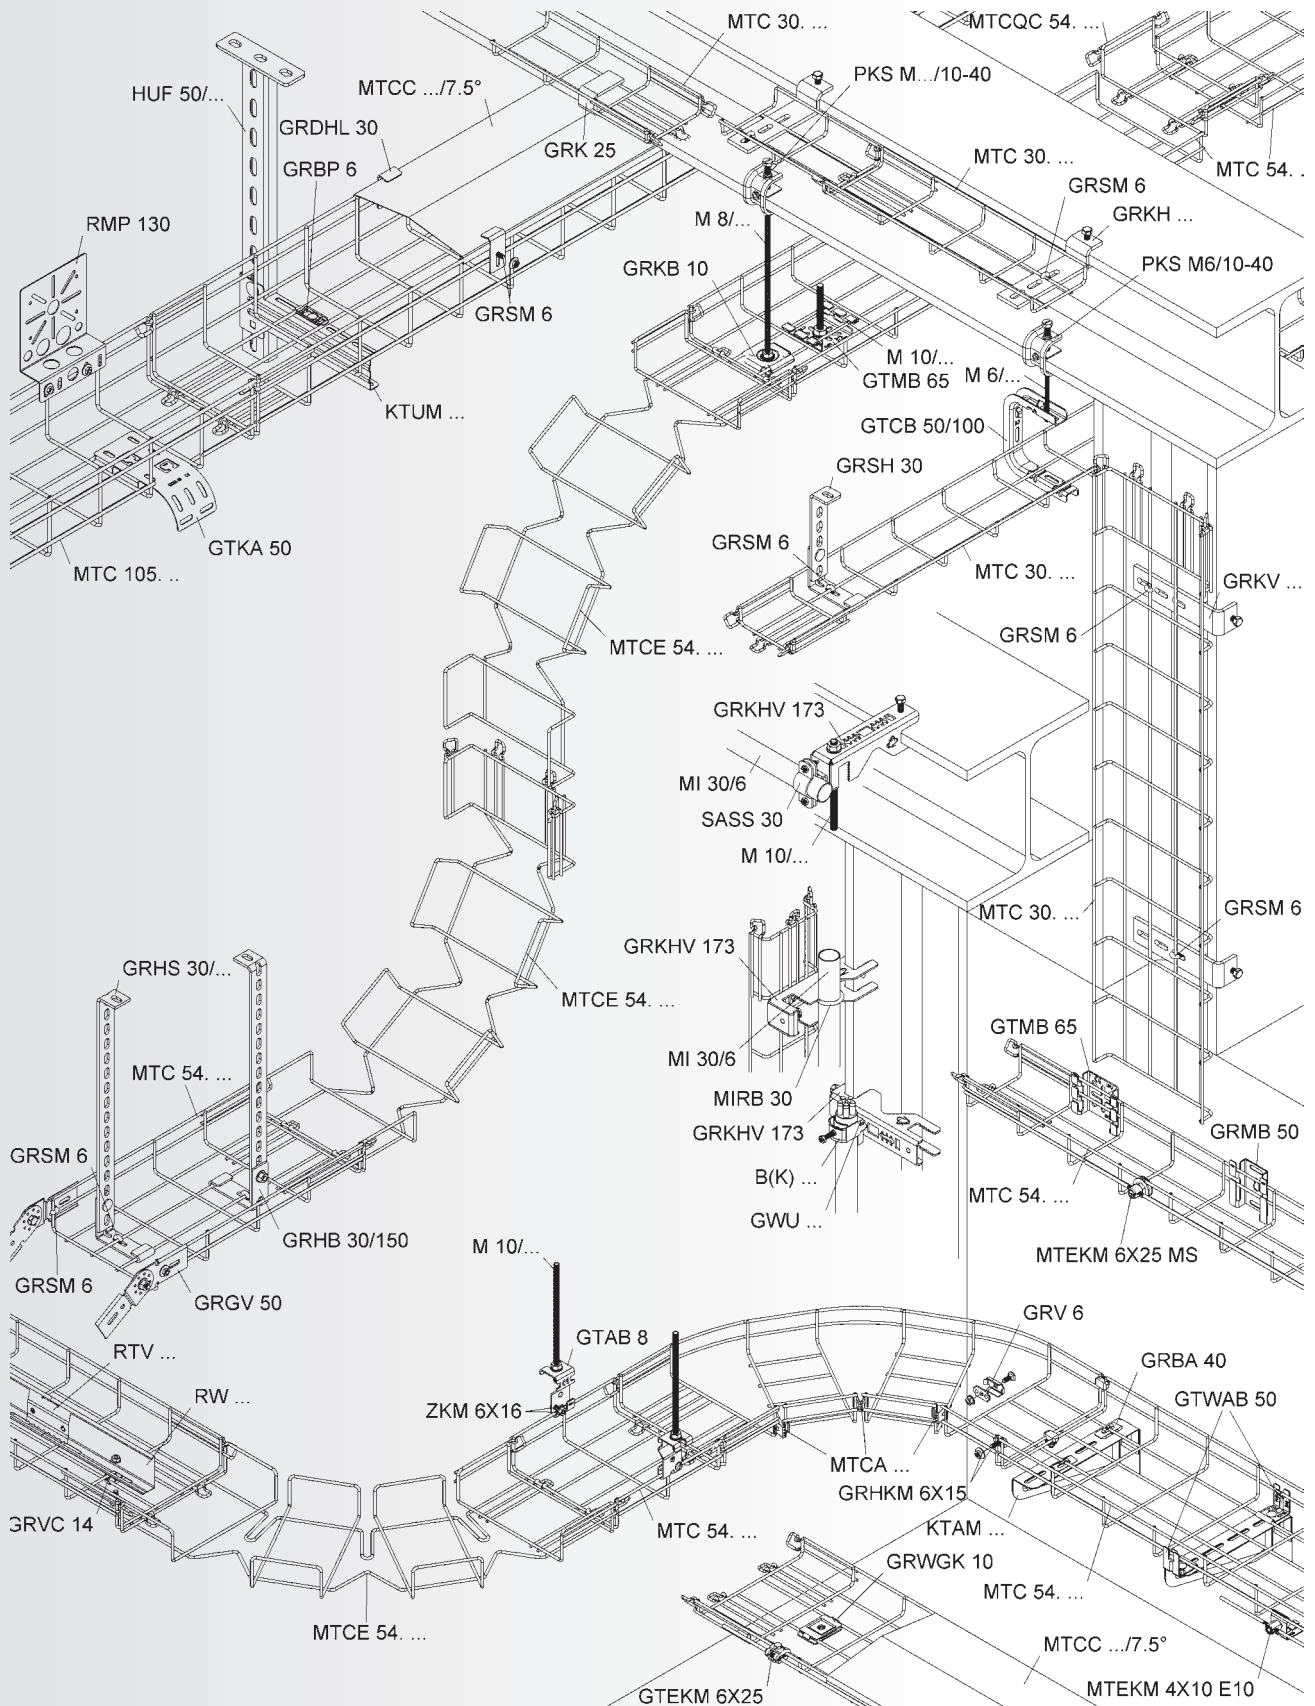 MTC 30. ...
MTCQC 54. ...
HUF 50/...
MTCC .../7.5°
PKS M.../10-40
GRDHL 30
GRK 25
GRBP 6
MTC 30. ...
MTC 54. ..
GRSM 6
RMP 130
M 8/...
GRKH ...
GRKB 10
PKS M6/10-40
GRSM 6
M 10/...
GTMB 65
M 6/...
KTUM ...
GTCB 50/100
GRSH 30
GTKA 50
GRSM 6
MTC 105. ..
MTC 30. ...
GRKV ...
GRSM 6
MTCE 54. ...
GRKHV 173
MI 30/6
SASS 30
M 10/...
MTC 30. ...
GRSM 6
GRKHV 173
GRHS 30/...
MTCE 54. ...
GTMB 65
MI 30/6
MTC 54. ...
MIRB 30
GRKHV 173
GRMB 50
GRSM 6
B(K) ...
MTC 54. ...
GWU ...
GRHB 30/150
M 10/...
MTEKM 6X25 MS
GRSM 6
GRGV 50
GRV 6
GTAB 8
RTV ...
GRBA 40
RW ...
GTWAB 50
ZKM 6X16
MTCA ...
GRHKM 6X15
GRVC 14
MTC 54. ...
KTAM ...
GRWGK 10
MTC 54. ...
MTCE 54. ...
MTCC .../7.5°
GTEKM 6X25
MTEKM 4X10 E10